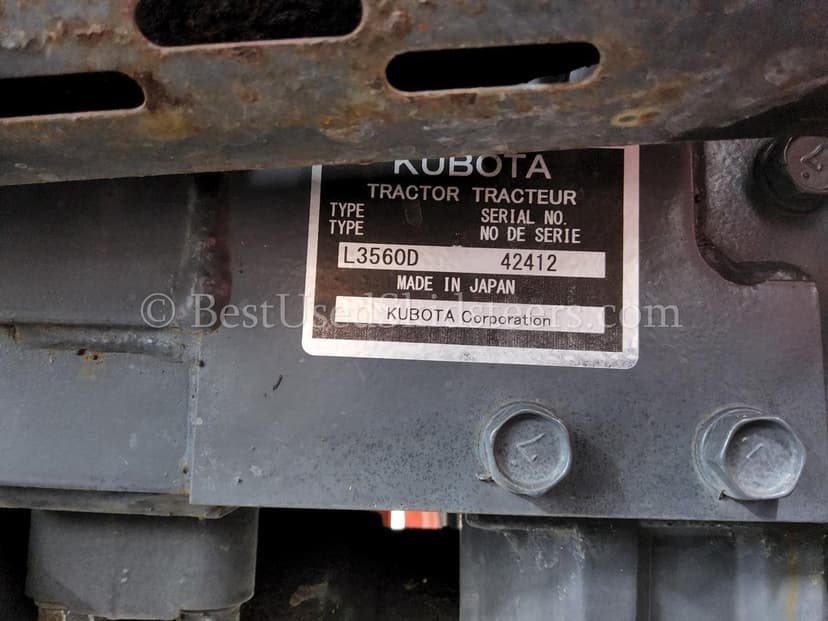 KUBOTA
TRACTOR TRACTEUR
TYPE SERIAL NO.
TYPE NO DE SERIE
L3560D 42412
MADE IN JAPAN
© BestUsedSkidsteers.com
KUBOTA Corporation
7
L